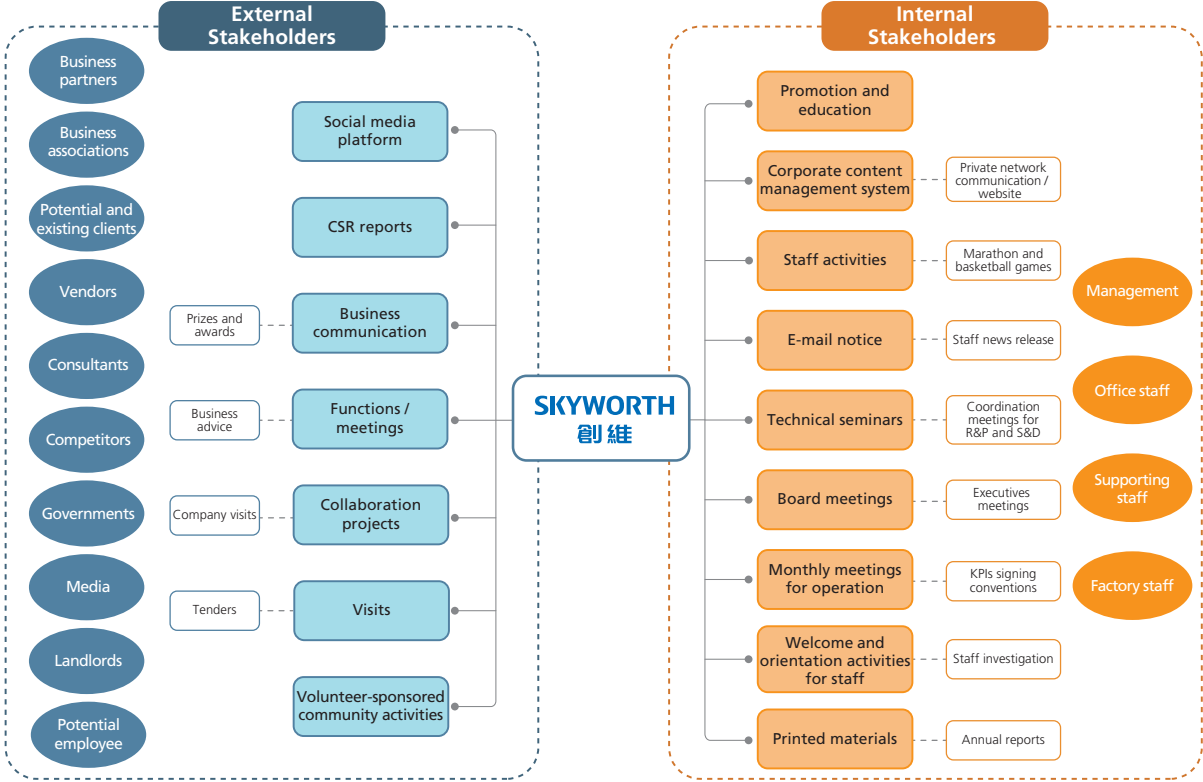 External
Stakeholders
Business
partners
Business
associations
Potential and
existing clients
Vendors
Consultants
Competitors
Governments
Media
Landlords
Potential
employee
Social media
platform
CSR reports
Prizes and
awards
Business
communication
Business
advice
Functions /
meetings
Company visits
Collaboration
projects
Tenders
Visits
Volunteer-sponsored
community activities
SKYWORTH
創維
Internal
Stakeholders
Promotion and
education
Corporate content
management system
Private network
communication /
website
Staff activities
Marathon and
basketball games
E-mail notice
Staff news release
Technical seminars
Coordination
meetings for
R&P and S&D
Board meetings
Executives
meetings
Monthly meetings
for operation
KPIs signing
conventions
Welcome and
orientation activities
for staff
Staff investigation
Printed materials
Annual reports
Management
Office staff
Supporting
staff
Factory staff